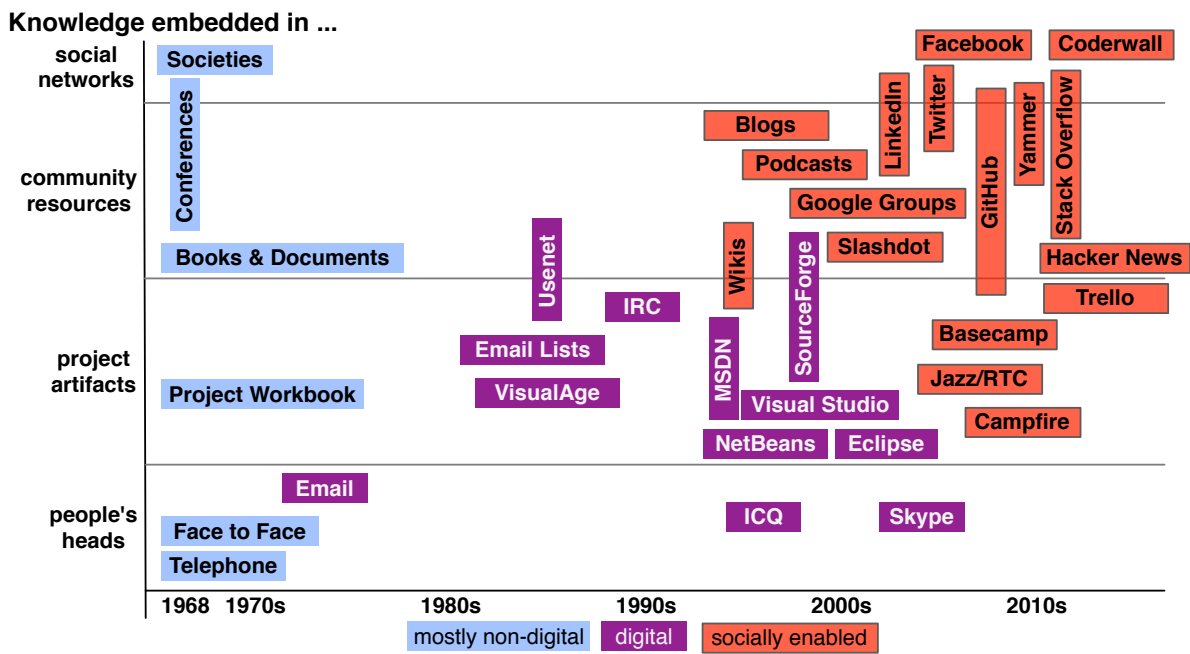 Knowledge embedded in ...
social
networks
Societies
Conferences
Facebook
Coderwall
LinkedIn
Twitter
GitHub
Yammer
Stack Overflow
community
resources
Blogs
Podcasts
Google Groups
Slashdot
Hacker News
Books & Documents
Usenet
Wikis
SourceForge
project
artifacts
IRC
Trello
Email Lists
MSDN
Basecamp
VisualAge
Jazz/RTC
Project Workbook
Visual Studio
Campfire
NetBeans
Eclipse
people's
heads
Email
Face to Face
ICQ
Skype
Telephone
1968 1970s 1980s 1990s 2000s 2010s
mostly non-digital digital socially enabled